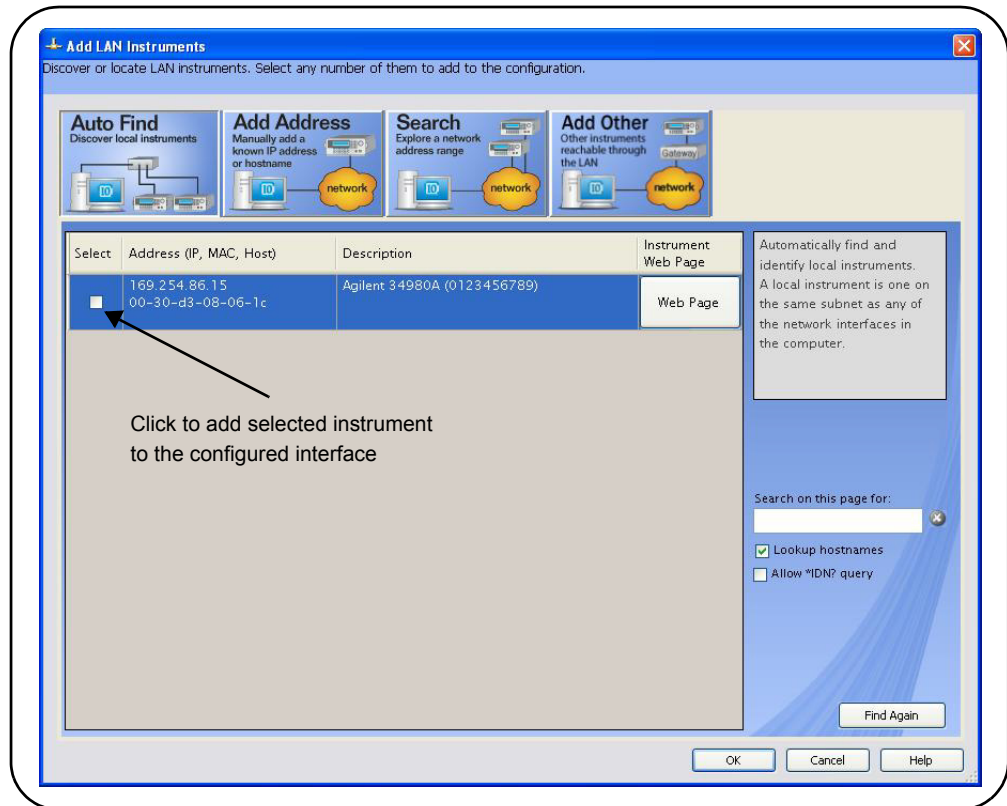 Add LAN Instruments
Discover or locate LAN instruments. Select any number of them to add to the configuration.
Auto Find
Discover local instruments
Add Address
Manually add a
known IP address
or hostname
network
Search
Explore a network
address range
network
Add Other
Other instruments
reachable through
the LAN
Gateway
network
Select
Address (IP, MAC, Host)
Description
Instrument
Web Page
169.254.86.15
00-30-d3-08-06-1c
Agilent 34980A (0123456789)
Web Page
Click to add selected instrument
to the configured interface
Automatically find and
identify local instruments.
A local instrument is one on
the same subnet as any of
the network interfaces in
the computer.
Search on this page for:
Lookup hostnames
Allow *IDN? query
Find Again
OK
Cancel
Help